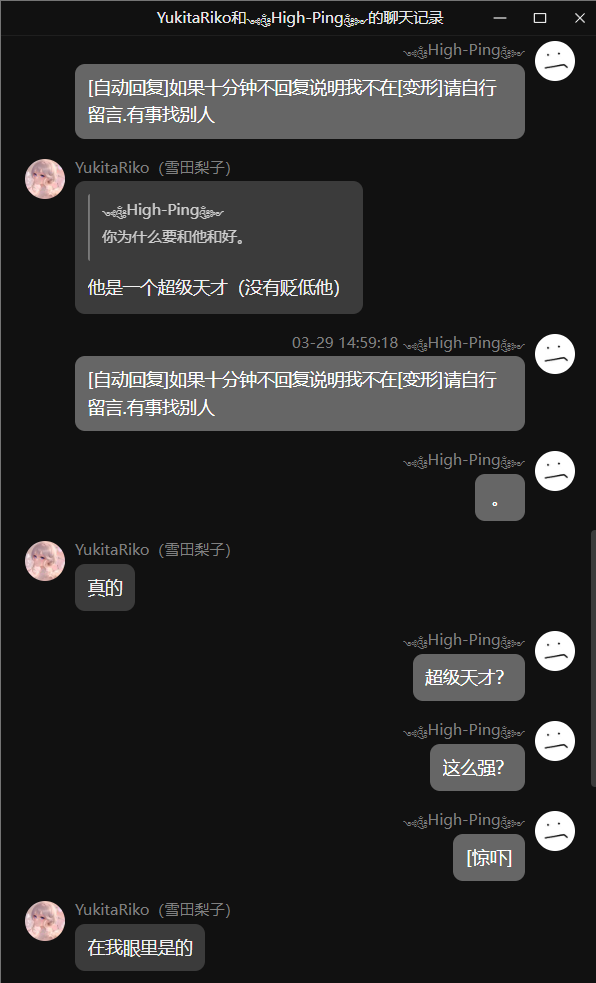 YukitaRiko和৻ꪆHigh-Pingৎ୭的聊天记录
High-Ping
[自动回复]如果十分钟不回复说明我不在[变形]请自行
留言.有事找别人
YukitaRiko（雪田梨子）
High-Ping
你为什么要和他和好。
他是一个超级天才（没有贬低他）
03-29 14:59:18 High-Ping
[自动回复]如果十分钟不回复说明我不在[变形]请自行
留言.有事找别人
High-Ping
。
YukitaRiko（雪田梨子）
真的
High-Ping
超级天才？
High-Ping
这么强？
High-Ping
[惊吓]
YukitaRiko（雪田梨子）
在我眼里是的